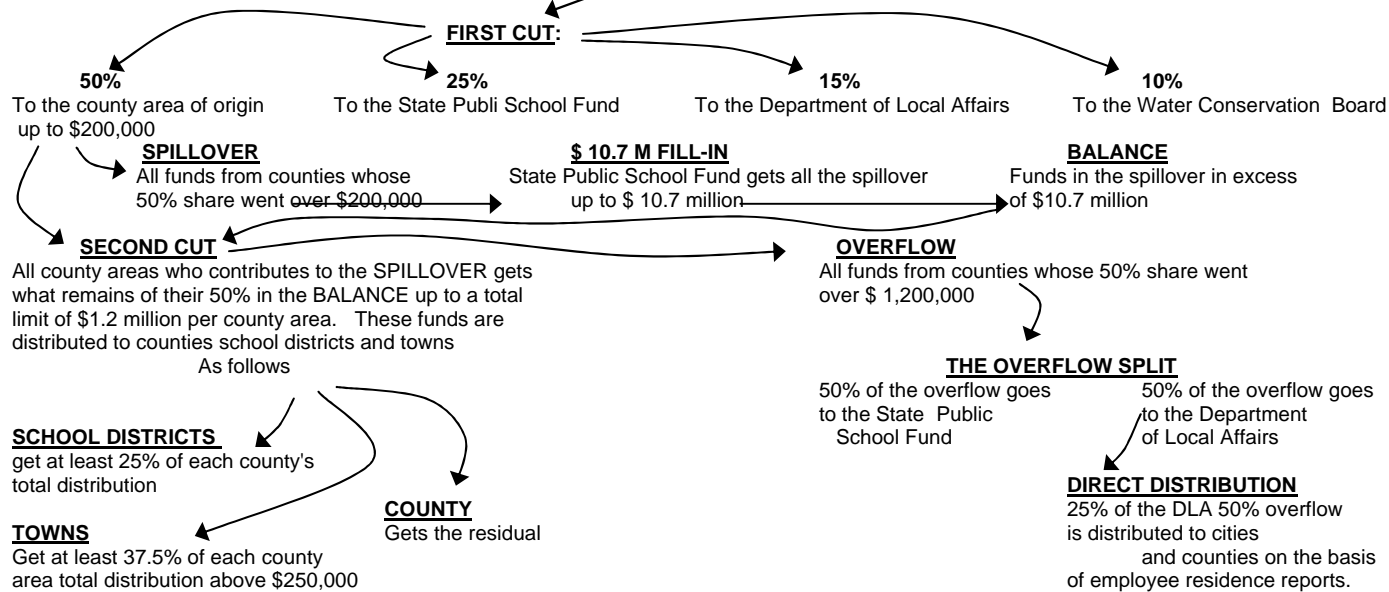 FIRST CUT:
50%
To the county area of origin
up to $200,000
25%
To the State Publi School Fund
15%
To the Department of Local Affairs
10%
To the Water Conservation Board
SPILLOVER
All funds from counties whose
50% share went over $200,000
$ 10.7 M FILL-IN
State Public School Fund gets all the spillover
up to $ 10.7 million
BALANCE
Funds in the spillover in excess
of $10.7 million
SECOND CUT
All county areas who contributes to the SPILLOVER gets
what remains of their 50% in the BALANCE up to a total
limit of $1.2 million per county area. These funds are
distributed to counties school districts and towns
As follows
OVERFLOW
All funds from counties whose 50% share went
over $ 1,200,000
THE OVERFLOW SPLIT
50% of the overflow goes
to the State Public
School Fund
50% of the overflow goes
to the Department
of Local Affairs
SCHOOL DISTRICTS
get at least 25% of each county's
total distribution
TOWNS
Get at least 37.5% of each county
area total distribution above $250,000
COUNTY
Gets the residual
DIRECT DISTRIBUTION
25% of the DLA 50% overflow
is distributed to cities
and counties on the basis
of employee residence reports.